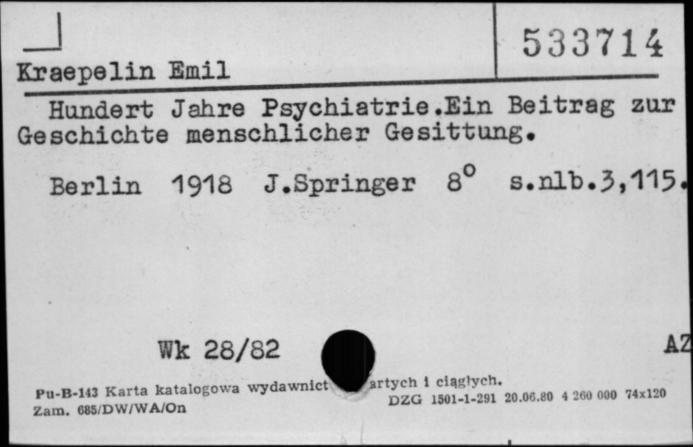 533714
Kraepelin Emil
Hundert Jahre Psychiatrie.Ein Beitrag zur
Geschichte menschlicher Gesittung.
Berlin 1918 J.Springer 8° s.nlb.3,115.
Wk 28/82
AZ
Pu-B-143 Karta katalogowa wydawnict artych i ciągłych.
Zam. 685/DW/WA/On DZG 1501-1-291 20.06.80 4 260 000 74x120